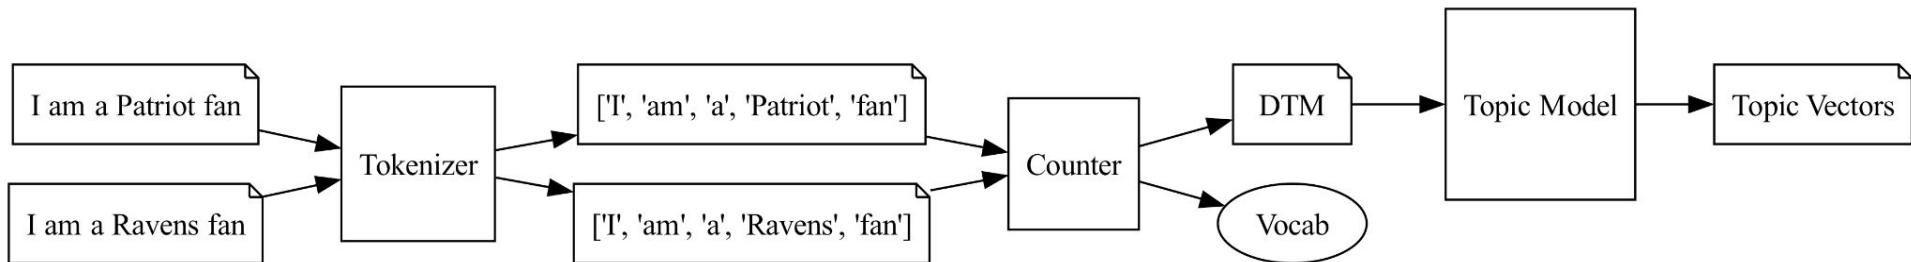 I am a Patriot fan
I am a Ravens fan
Tokenizer
['I', 'am', 'a', 'Patriot', 'fan']
['I', 'am', 'a', 'Ravens', 'fan']
Counter
DTM
Vocab
Topic Model
Topic Vectors